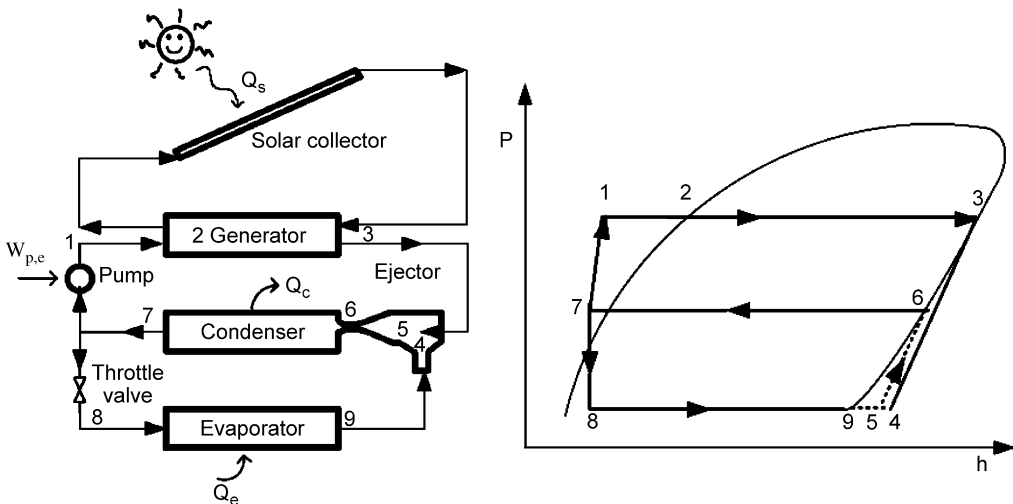 Qs
Solar collector
2 Generator
3
1
Wp,e
Pump
Ejector
Qc
7
Condenser
6
5
4
Throttle
valve
8
Evaporator
9
Qe
P
1
2
3
7
6
8
9
5
4
h